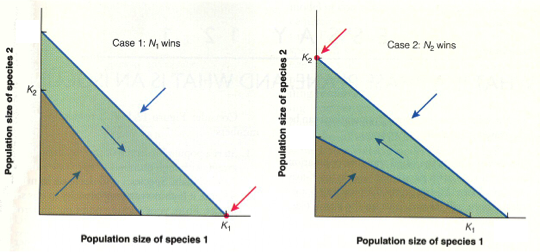 Case 1: N₁ wins
Population size of species 2
K₂
K₁
Population size of species 1
Case 2: N₂ wins
Population size of species 2
K₂
K₁
Population size of species 1